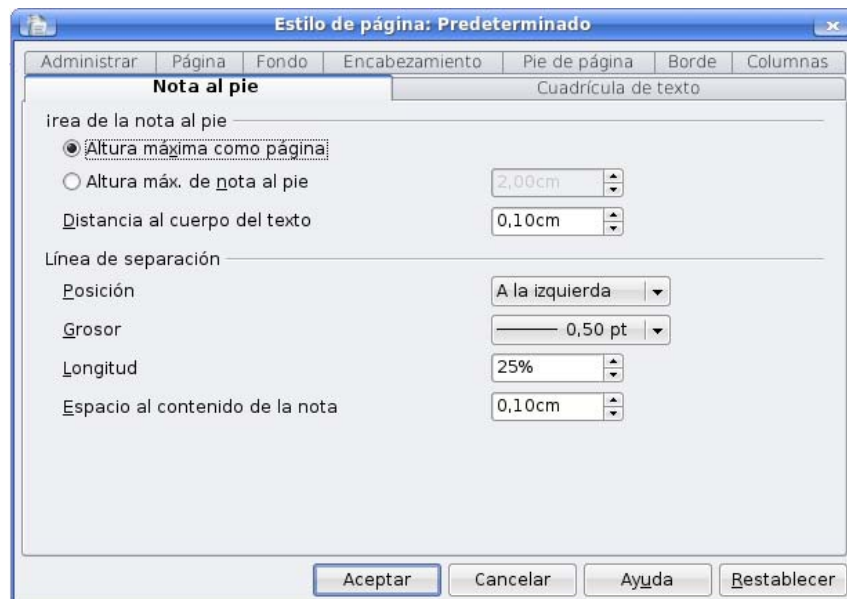 Estilo de página: Predeterminado
Administrar Página Fondo Encabezamiento Pie de página Borde Columnas
Nota al pie Cuadrícula de texto
irea de la nota al pie
Altura máxima como página
Altura máx. de nota al pie 2,00cm
Distancia al cuerpo del texto 0,10cm
Línea de separación
Posición A la izquierda
Grosor 0,50 pt
Longitud 25%
Espacio al contenido de la nota 0,10cm
Aceptar Cancelar Ayuda Restablecer